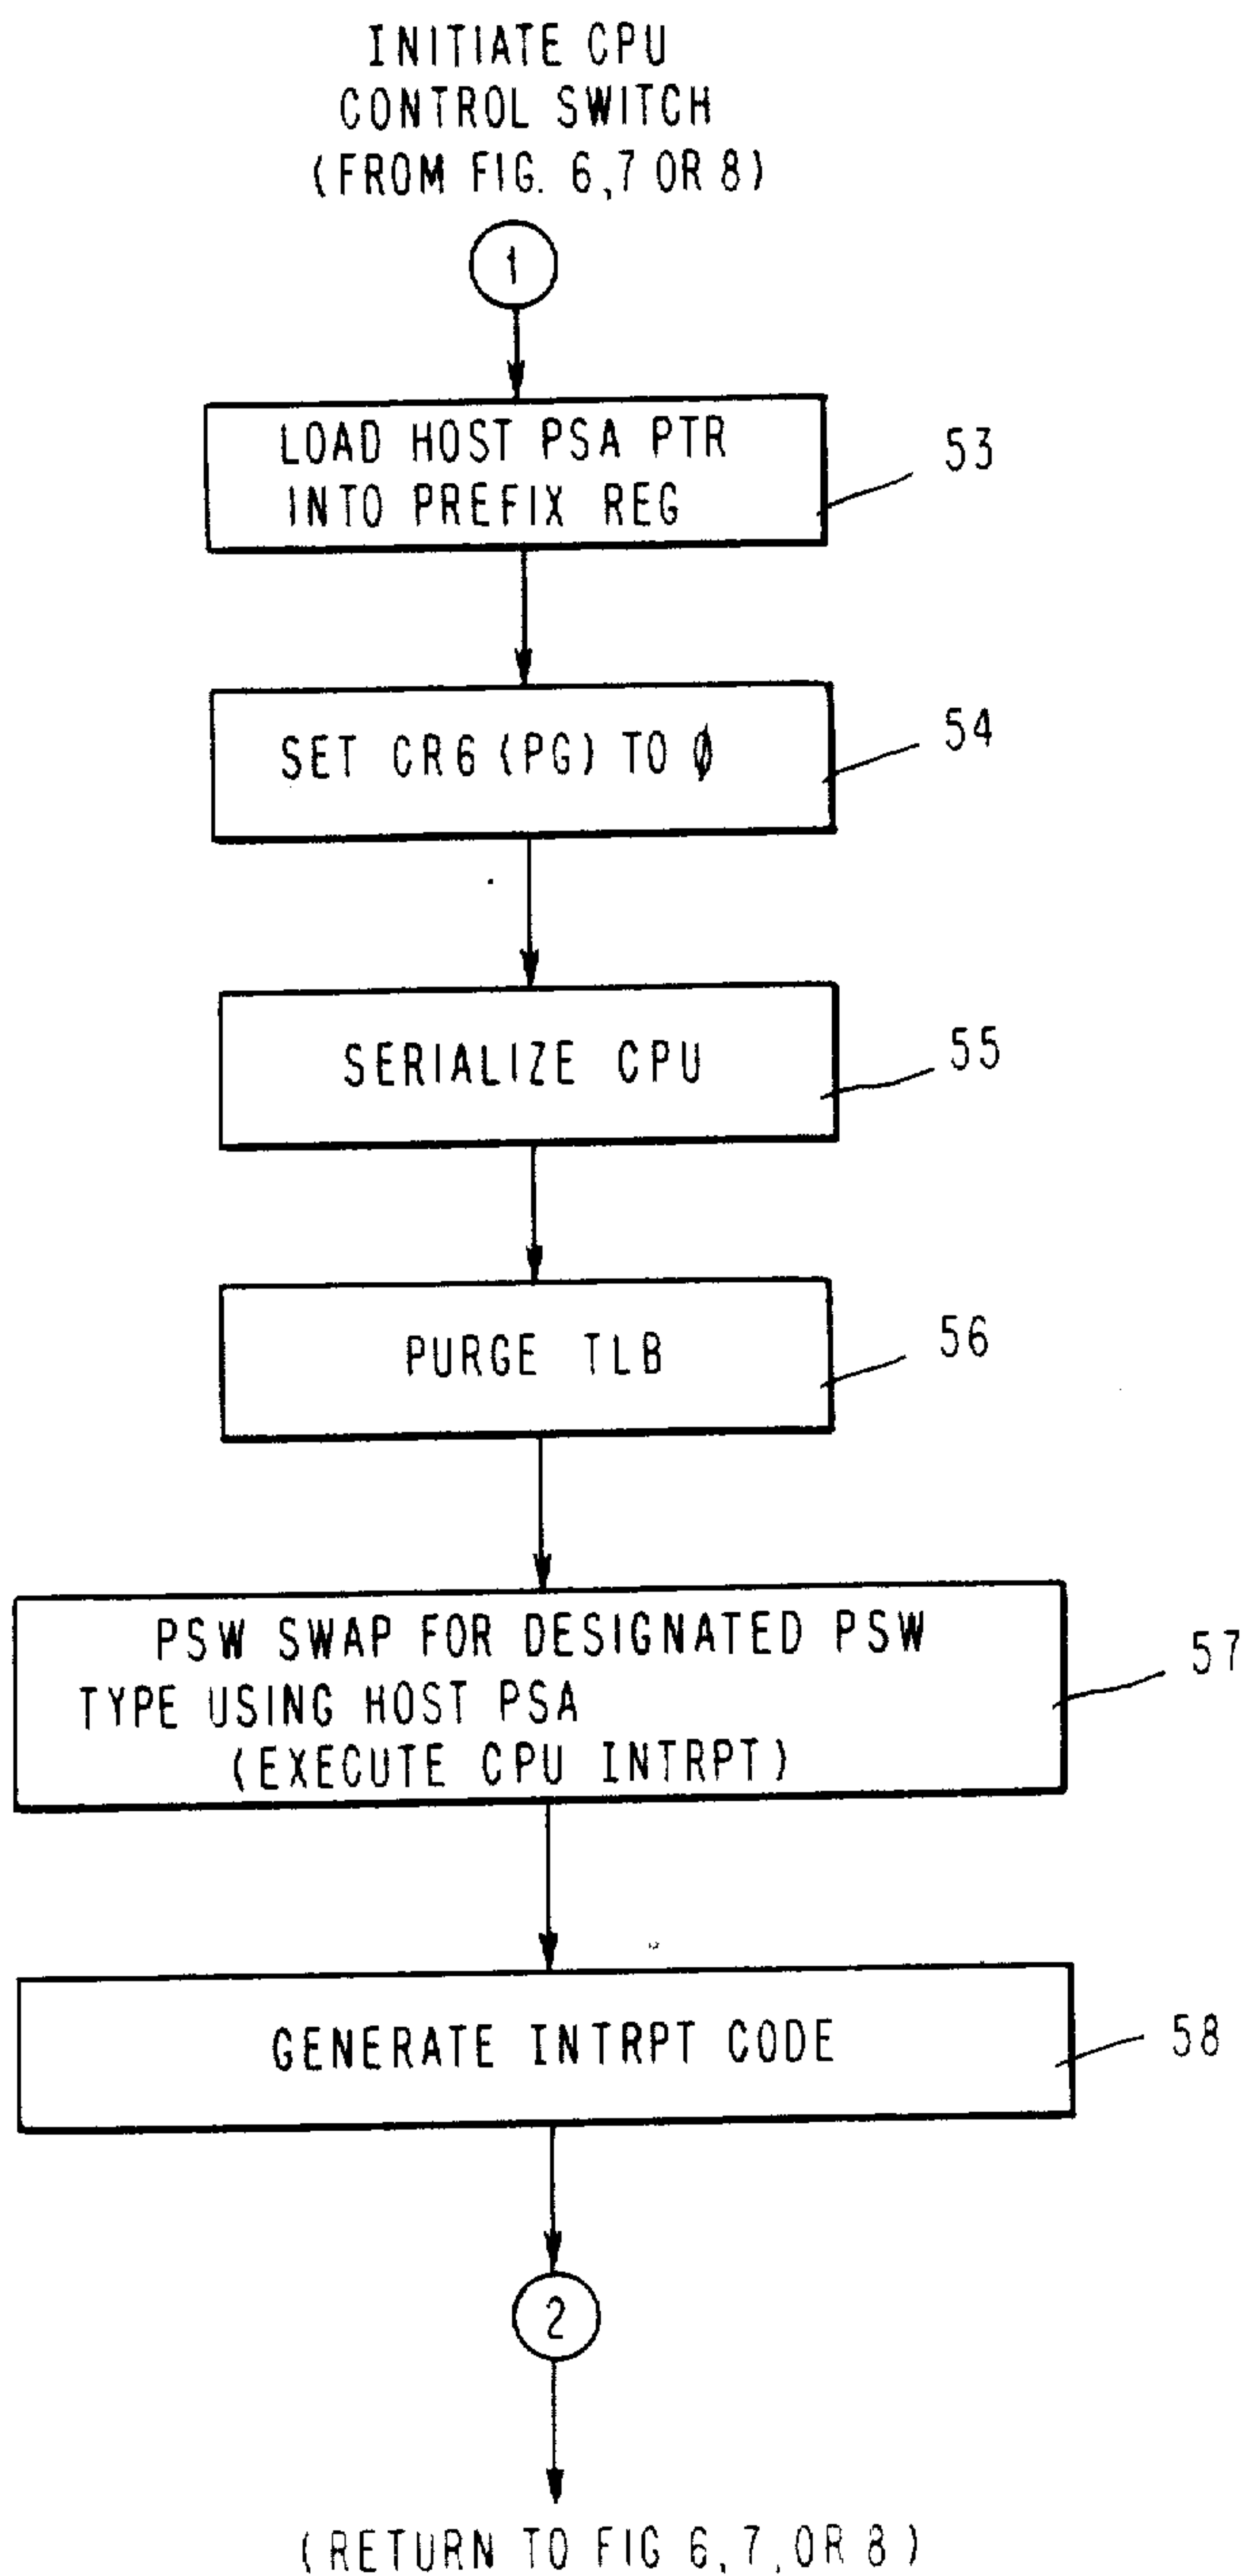 INITIATE CPU
CONTROL SWITCH
(FROM FIG. 6,7 OR 8)
1
LOAD HOST PSA PTR
INTO PREFIX REG
53
SET CR6 (PG) TO ∅
54
SERIALIZE CPU
55
PURGE TLB
56
PSW SWAP FOR DESIGNATED PSW
TYPE USING HOST PSA
(EXECUTE CPU INTRPT)
57
GENERATE INTRPT CODE
58
2
(RETURN TO FIG 6, 7, OR 8)